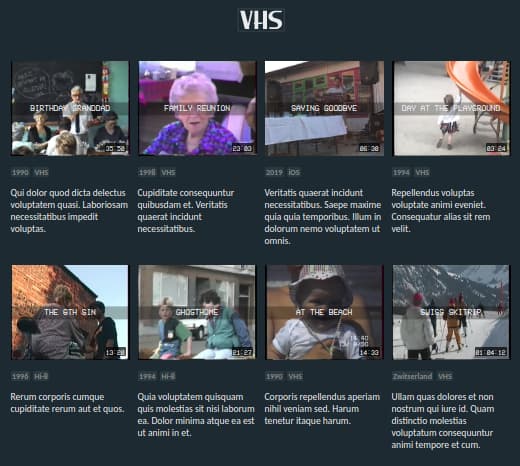 VHS
BIRTHDAY GRANDDAD
35:50
FAMILY REUNION
23:03
SAYING GOODBYE
06:30
DAY AT THE PLAYGROUND
03:24
1990 VHS
1998 VHS
2019 iOS
1994 VHS
Qui dolor quod dicta delectus
voluptatem quasi. Laboriosam
necessitatibus impedit
voluptas.
Cupiditate consequuntur
quibusdam et. Veritatis
quaerat incidunt
necessitatibus.
Veritatis quaerat incidunt
necessitatibus. Saepe maxime
quia quia temporibus. Illum in
dolorum nemo voluptatem ut
omnis.
Repellendus voluptas
voluptate animi eveniet.
Consequatur alias sit rem
velit.
THE 6TH SIN
13:20
GHOSTHOME
21:27
AT THE BEACH
14:33
SWISS SKITRIP
01:04:12
1996 Hi-8
1994 Hi-8
1990 VHS
Zwitserland VHS
Rerum corporis cumque
cupiditate rerum aut et quos.
Quia voluptatem quisquam
quis molestias sit nisi laborum
ea. Dolor minima atque ea est
ut animi in et.
Corporis repellendus aperiam
nihil veniam sed. Harum
tenetur itaque harum.
Ullam quas dolores et non
nostrum qui iure id. Quam
distinctio molestias
voluptatum consequuntur
animi tempore et cum.